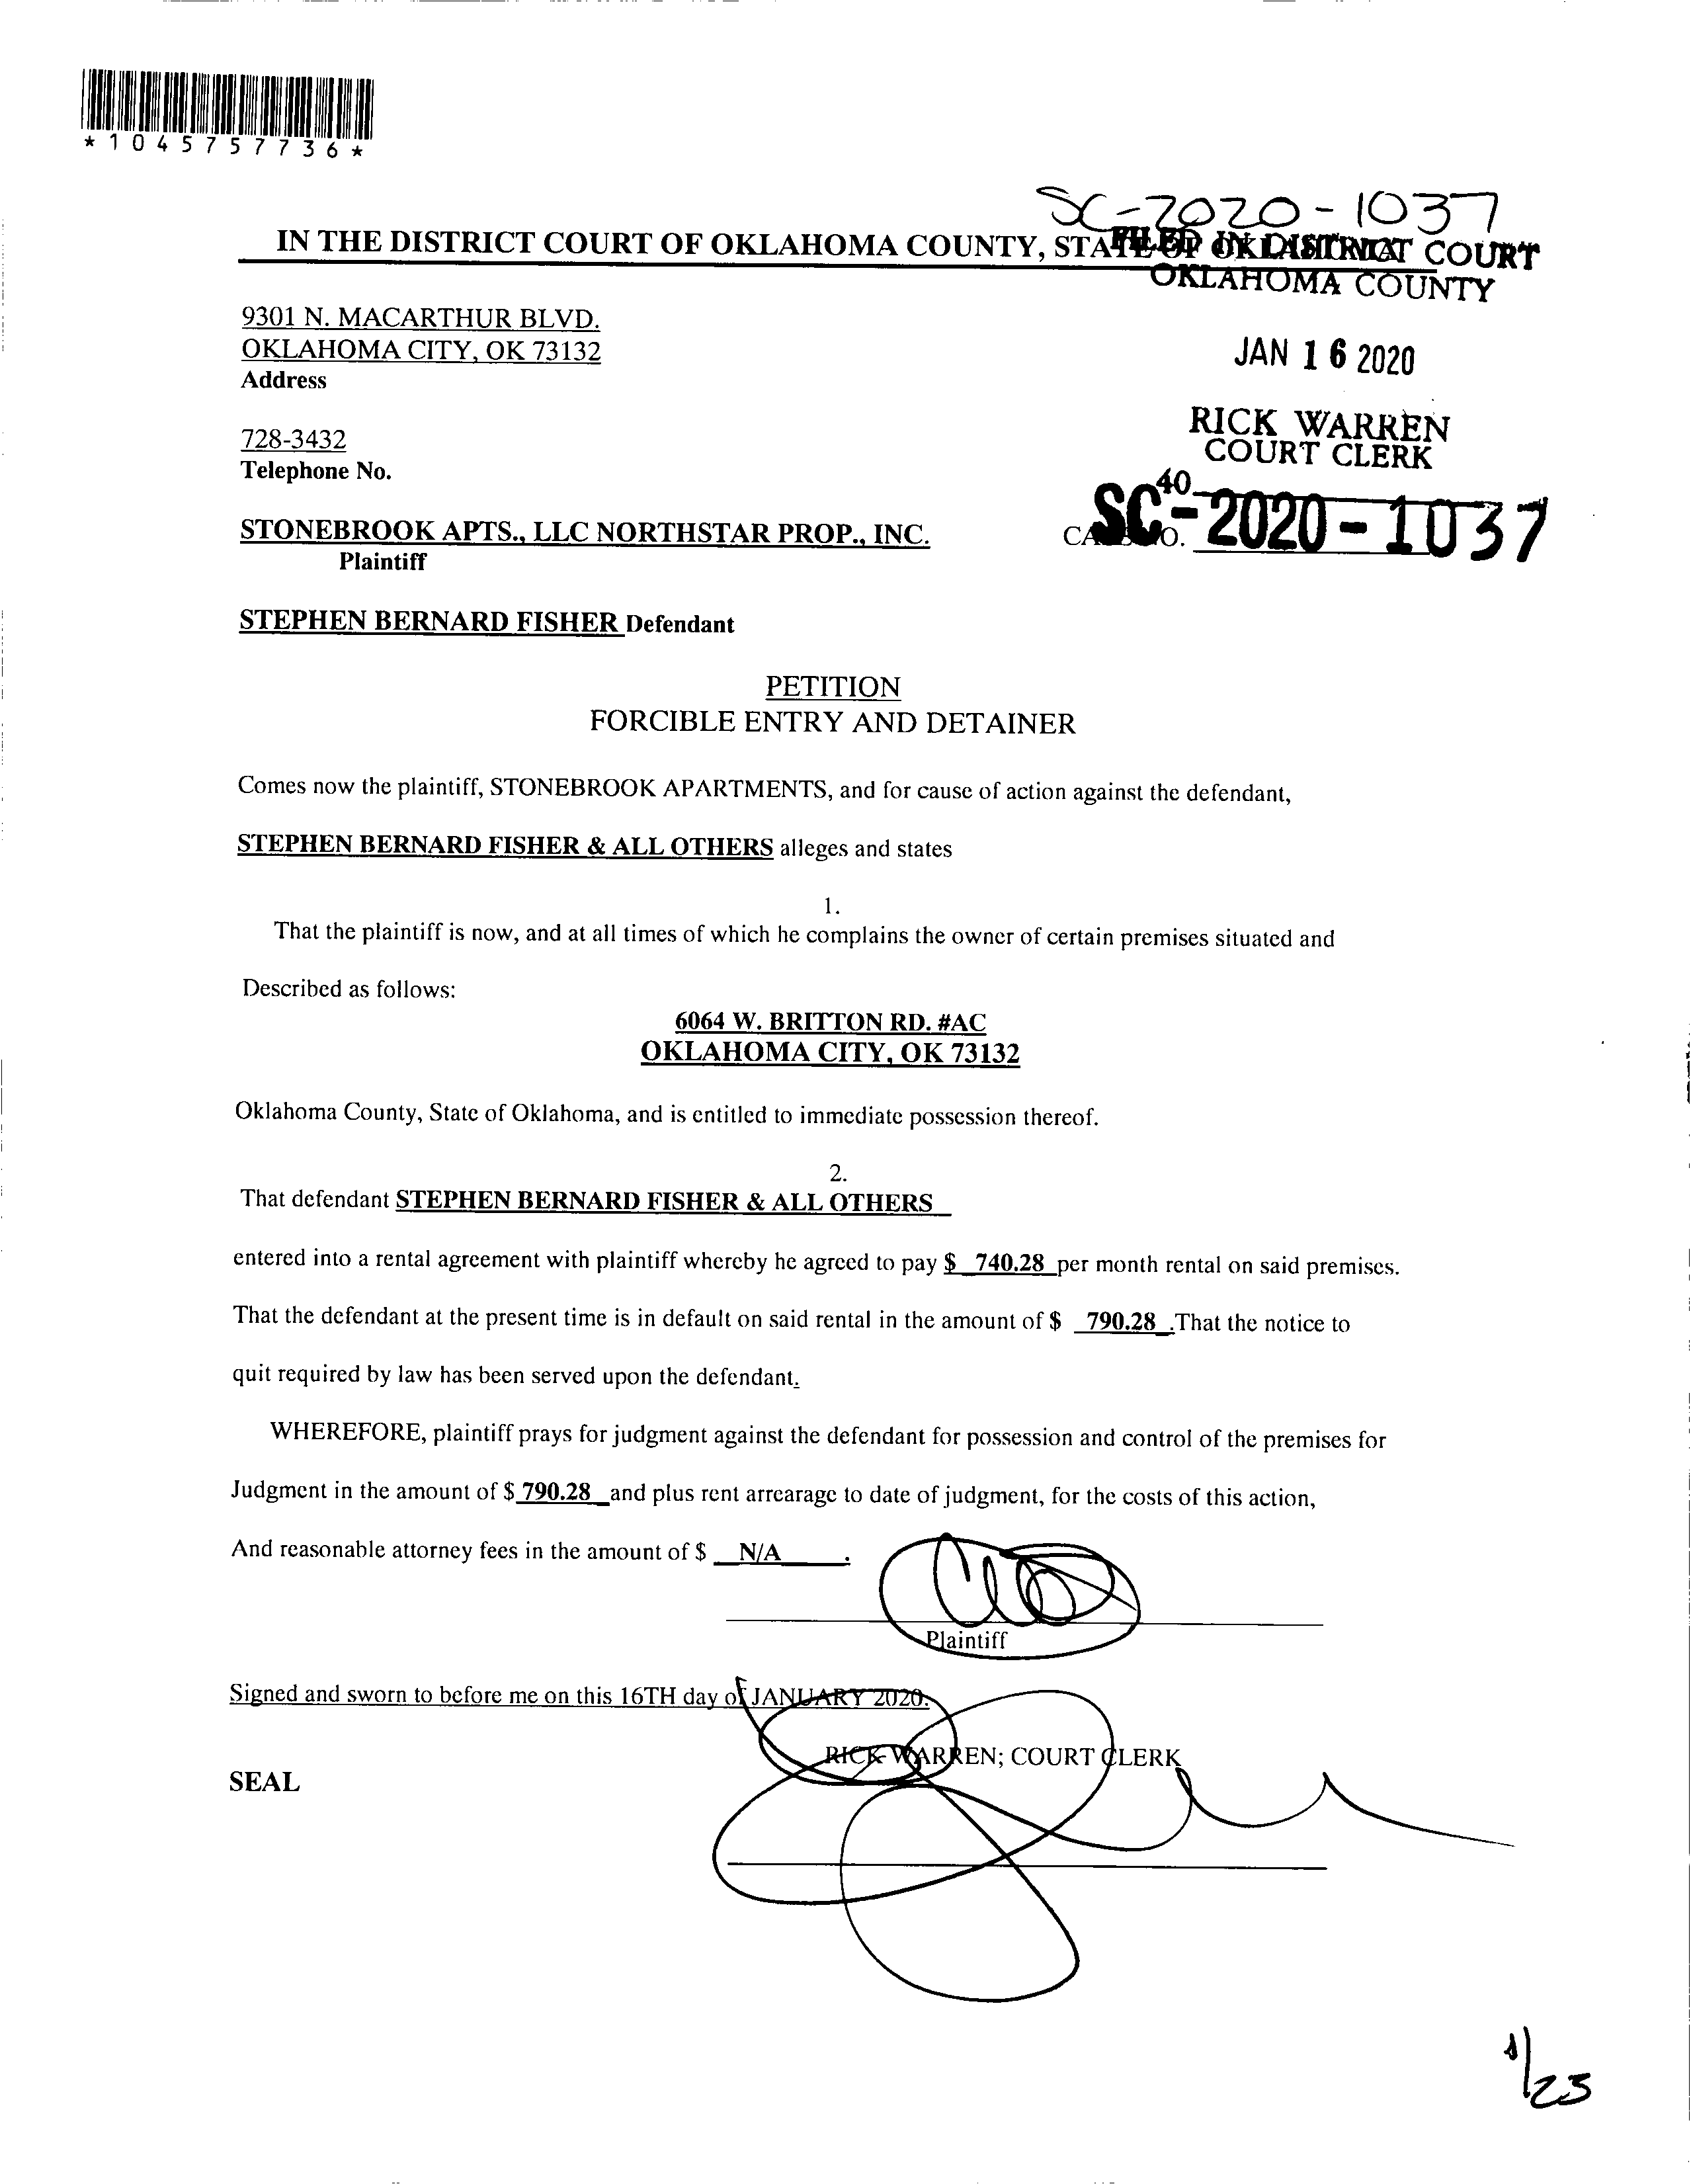 *1045757736*
SC-2020-1037
IN THE DISTRICT COURT OF OKLAHOMA COUNTY, STATE OF OKLAHOMA
FILED IN DISTRICT COURT
OKLAHOMA COUNTY
9301 N. MACARTHUR BLVD.
OKLAHOMA CITY, OK 73132
Address
JAN 16 2020
728-3432
Telephone No.
RICK WARREN
COURT CLERK
40
STONEBROOK APTS., LLC NORTHSTAR PROP., INC.
Plaintiff
CASE NO. SC-2020-1037
STEPHEN BERNARD FISHER Defendant
PETITION
FORCIBLE ENTRY AND DETAINER
Comes now the plaintiff, STONEBROOK APARTMENTS, and for cause of action against the defendant,
STEPHEN BERNARD FISHER & ALL OTHERS alleges and states
1.
That the plaintiff is now, and at all times of which he complains the owner of certain premises situated and
Described as follows:
6064 W. BRITTON RD. #AC
OKLAHOMA CITY, OK 73132
Oklahoma County, State of Oklahoma, and is entitled to immediate possession thereof.
2.
That defendant STEPHEN BERNARD FISHER & ALL OTHERS
entered into a rental agreement with plaintiff whereby he agreed to pay $ 740.28 per month rental on said premises.
That the defendant at the present time is in default on said rental in the amount of $ 790.28 .That the notice to
quit required by law has been served upon the defendant.
WHEREFORE, plaintiff prays for judgment against the defendant for possession and control of the premises for
Judgment in the amount of $ 790.28 and plus rent arrearage to date of judgment, for the costs of this action,
And reasonable attorney fees in the amount of $ N/A .
Plaintiff
Signed and sworn to before me on this 16TH day of JANUARY 2020.
RICK WARREN; COURT CLERK
SEAL
1/23